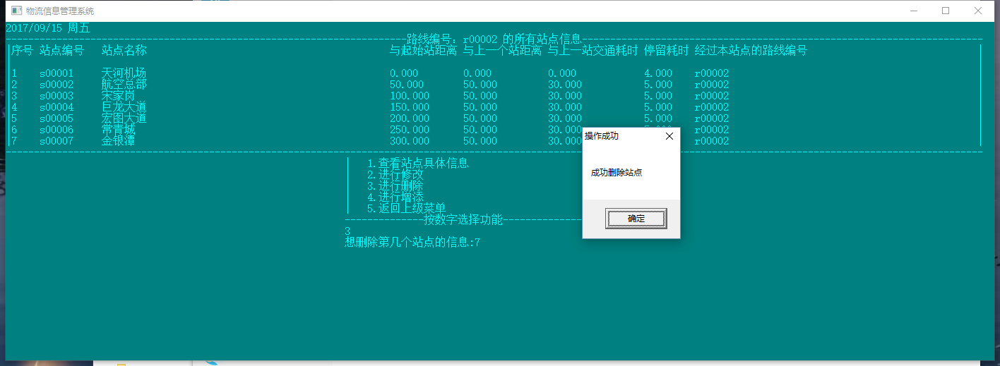 物流信息管理系统
2017/09/15 周五
路线编号: r00002 的所有站点信息
序号 站点编号 站点名称 与起始站距离 与上一个站距离 与上一站交通耗时 停留耗时 经过本站点的路线编号
1 s00001 天河机场 0.000 0.000 0.000 4.000 r00002
2 s00002 航空总部 50.000 50.000 30.000 5.000 r00002
3 s00003 宋家岗 100.000 50.000 30.000 5.000 r00002
4 s00004 巨龙大道 150.000 50.000 30.000 5.000 r00002
5 s00005 宏图大道 200.000 50.000 30.000 5.000 r00002
6 s00006 常青城 250.000 50.000 30.000 r00002
7 s00007 金银潭 300.000 50.000 30.000 r00002
操作成功
成功删除站点
确定
1.查看站点具体信息
2.进行修改
3.进行删除
4.进行增添
5.返回上级菜单
按数字选择功能
3
想删除第几个站点的信息:7